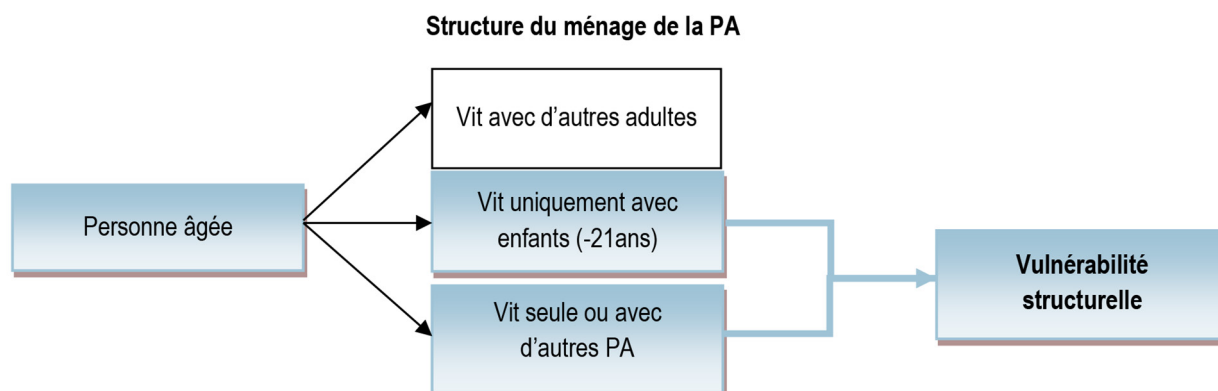 Structure du ménage de la PA
Vit avec d’autres adultes
Personne âgée
Vit uniquement avec
enfants (-21ans)
Vit seule ou avec
d’autres PA
Vulnérabilité
structurelle